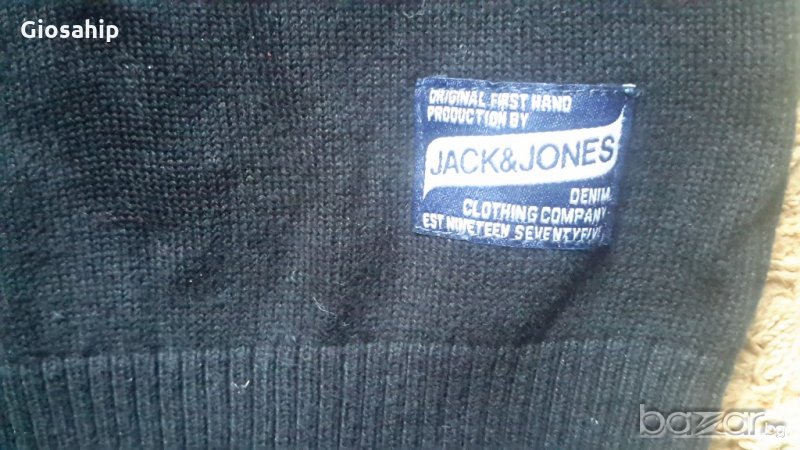 Giosahip
ORIGINAL FIRST HAND
PRODUCTION BY
JACK&JONES
DENIM
CLOTHING COMPANY
EST NINETEEN SEVENTYFIVE
bazar.bg